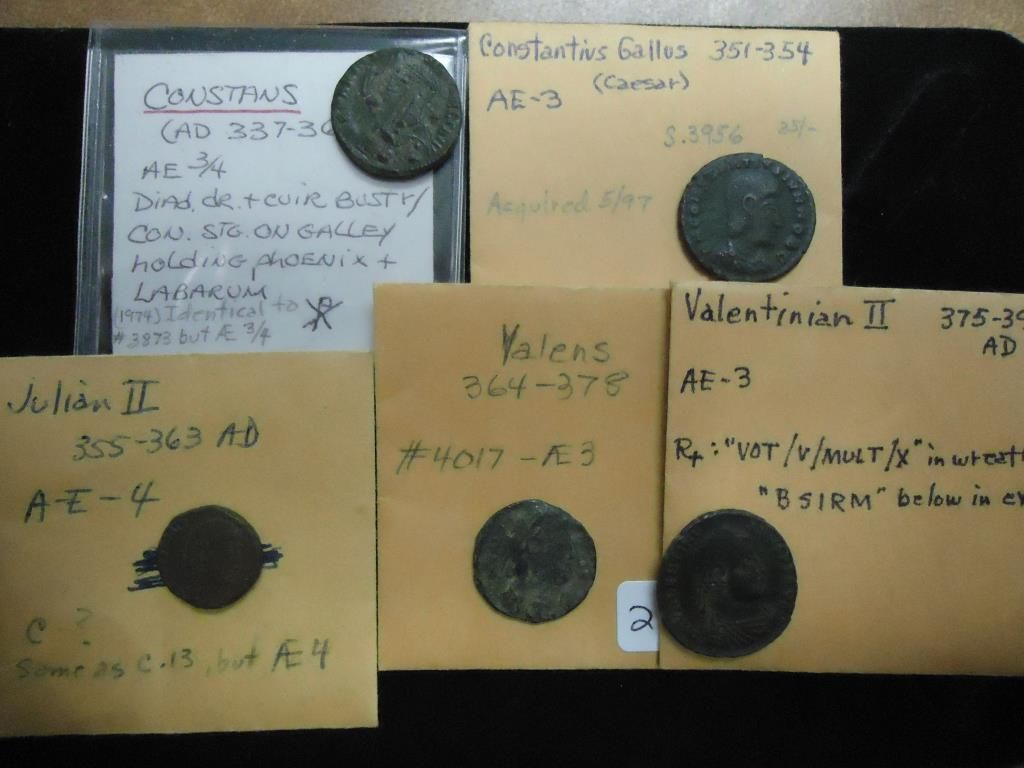 CONSTANS
(AD 337-3
AE 3/4
DIAD. DR. + CUIR BUST r/
CON. STG. ON GALLEY
holding phoenix +
LABARUM
(1974) Identical to
#3873 but Æ 3/4
Constantius Gallus 351-354
(Caesar)
AE-3
S.3956 35/-
Acquired 5/97
Julian II
355-363 AD
A-E-4
C ?
Same as C.13, but Æ4
Valens
364-378
#4017-Æ3
2
Valentinian II 375-39
AD
AE-3
"VOT/V/MULT/X" in wreat
"BSIRM" below in ex